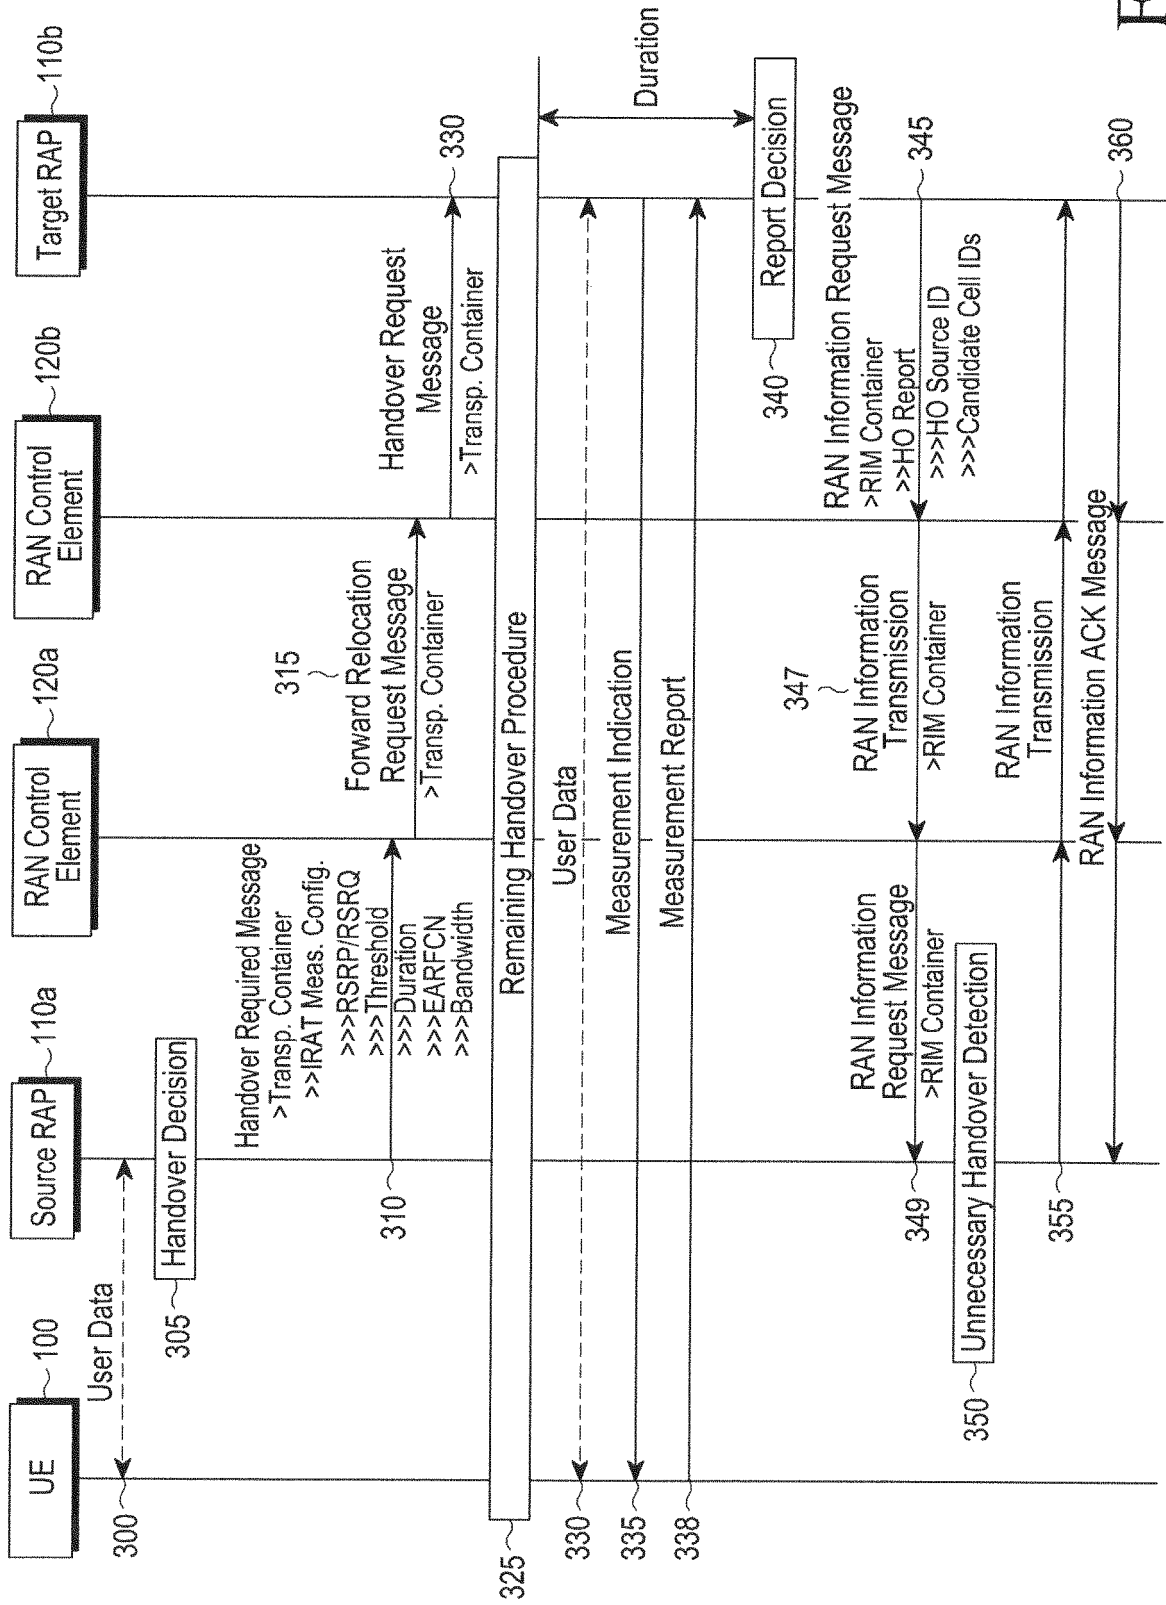 UE
100
Source RAP
110a
RAN Control
Element
120a
RAN Control
Element
120b
Target RAP
110b
300
User Data
305
Handover Decision
Handover Required Message
>Transp. Container
>>IRAT Meas. Config.
>>>RSRP/RSRQ
>>>Threshold
>>>Duration
>>>EARFCN
>>>Bandwidth
310
315
Forward Relocation
Request Message
>Transp. Container
Handover Request
Message
>Transp. Container
330
325
Remaining Handover Procedure
330
User Data
335
Measurement Indication
338
Measurement Report
Duration
340
Report Decision
RAN Information Request Message
>RIM Container
>>HO Report
>>>HO Source ID
>>>Candidate Cell IDs
345
347
RAN Information
Transmission
>RIM Container
RAN Information
Request Message
>RIM Container
349
350
Unnecessary Handover Detection
355
RAN Information
Transmission
RAN Information ACK Message
360